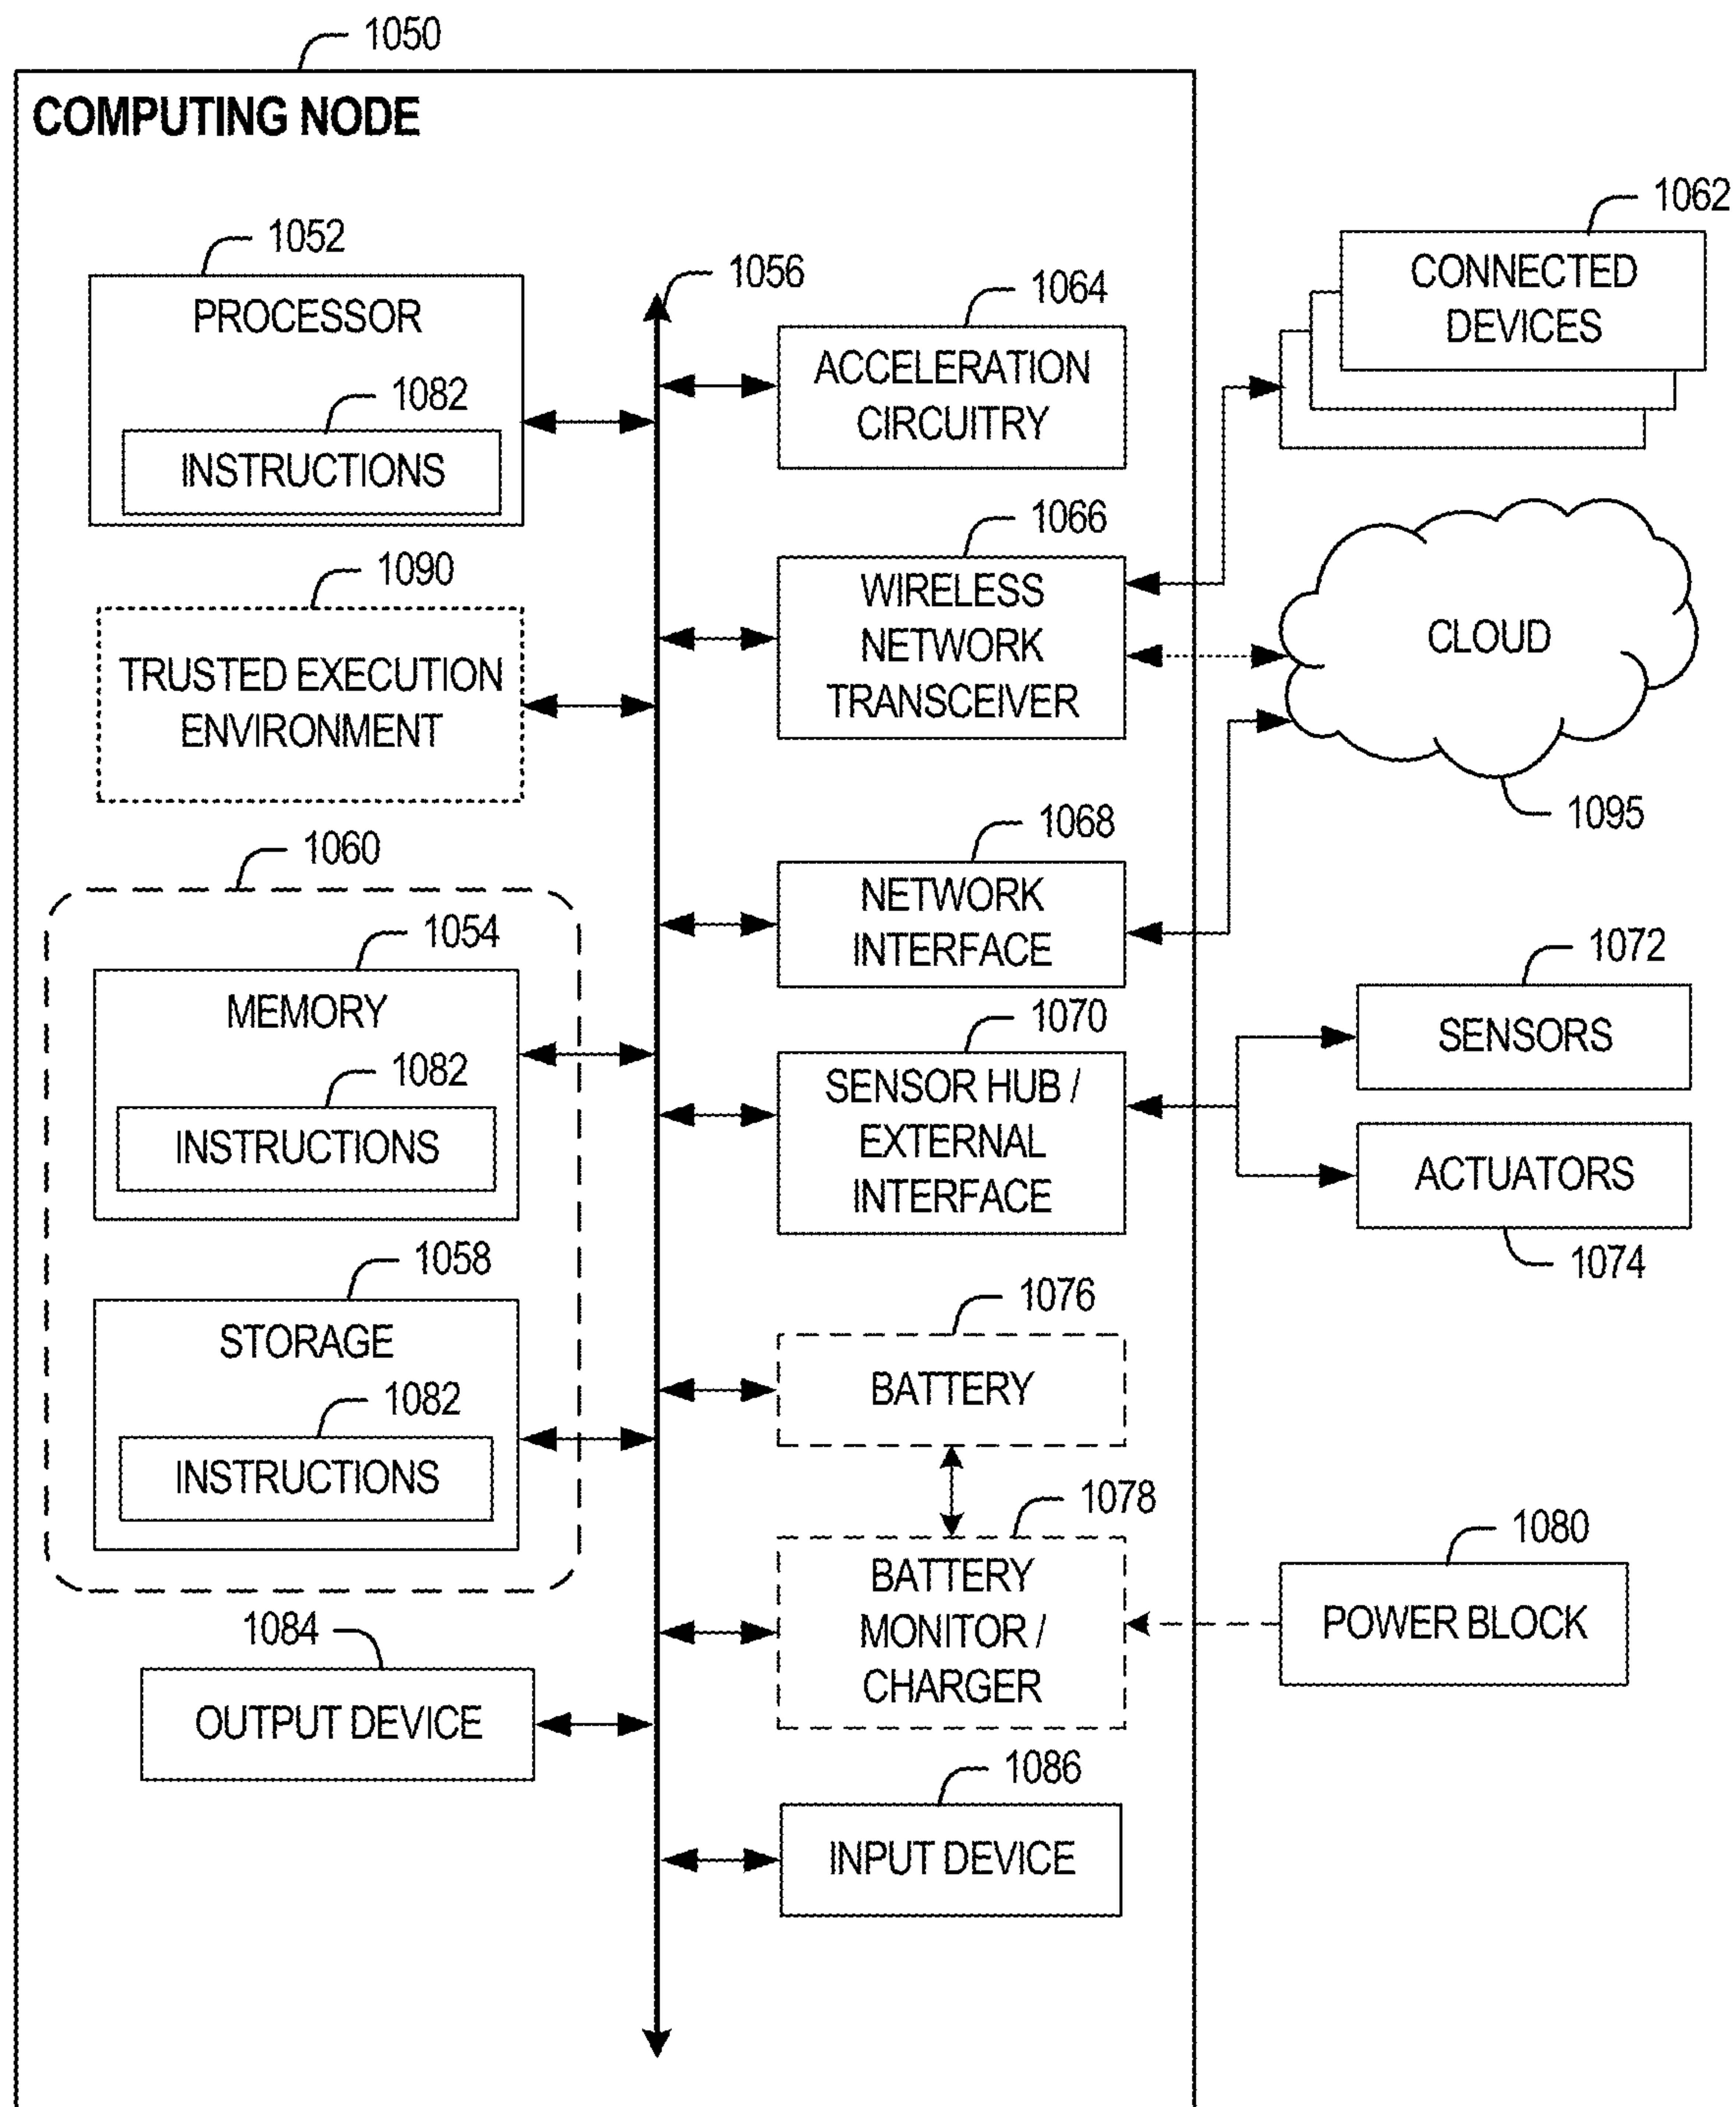 1050
COMPUTING NODE
1052
PROCESSOR
1082
INSTRUCTIONS
1090
TRUSTED EXECUTION
ENVIRONMENT
1060
1054
MEMORY
1082
INSTRUCTIONS
1058
STORAGE
1082
INSTRUCTIONS
1084
OUTPUT DEVICE
1056
1064
ACCELERATION
CIRCUITRY
1066
WIRELESS
NETWORK
TRANSCEIVER
1068
NETWORK
INTERFACE
1070
SENSOR HUB /
EXTERNAL
INTERFACE
1076
BATTERY
1078
BATTERY
MONITOR /
CHARGER
1086
INPUT DEVICE
1062
CONNECTED
DEVICES
CLOUD
1095
1072
SENSORS
ACTUATORS
1074
1080
POWER BLOCK